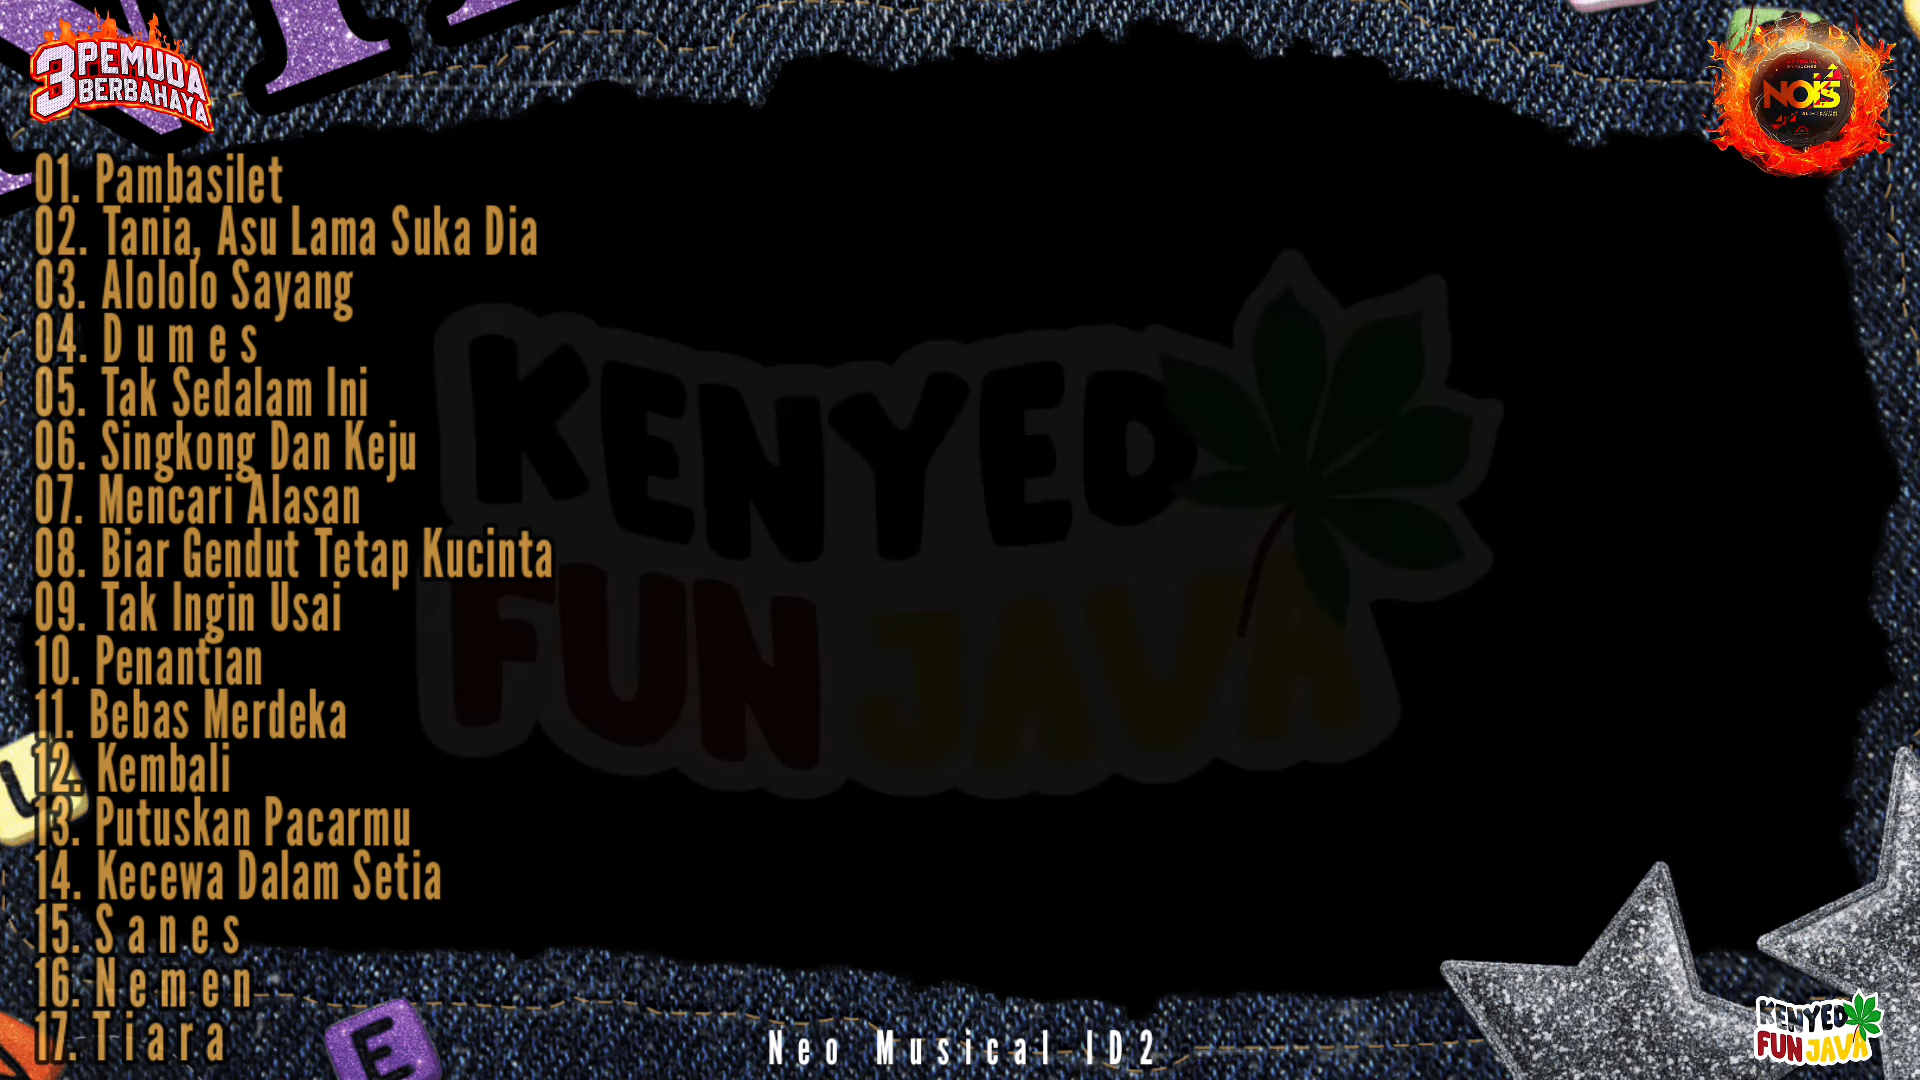 3 PEMUDA
BERBAHAYA
NOIS
01. Pambasilet
02. Tania, Asu Lama Suka Dia
03. Alololo Sayang
04. D u m e s
05. Tak Sedalam Ini
06. Singkong Dan Keju
07. Mencari Alasan
08. Biar Gendut Tetap Kucinta
09. Tak Ingin Usai
10. Penantian
11. Bebas Merdeka
12. Kembali
13. Putuskan Pacarmu
14. Kecewa Dalam Setia
15. S a n e s
16. N e m e n
17. T i a r a
KENYED
FUN JAVA
E
Neo Musical ID2
KENYED
FUN JAVA